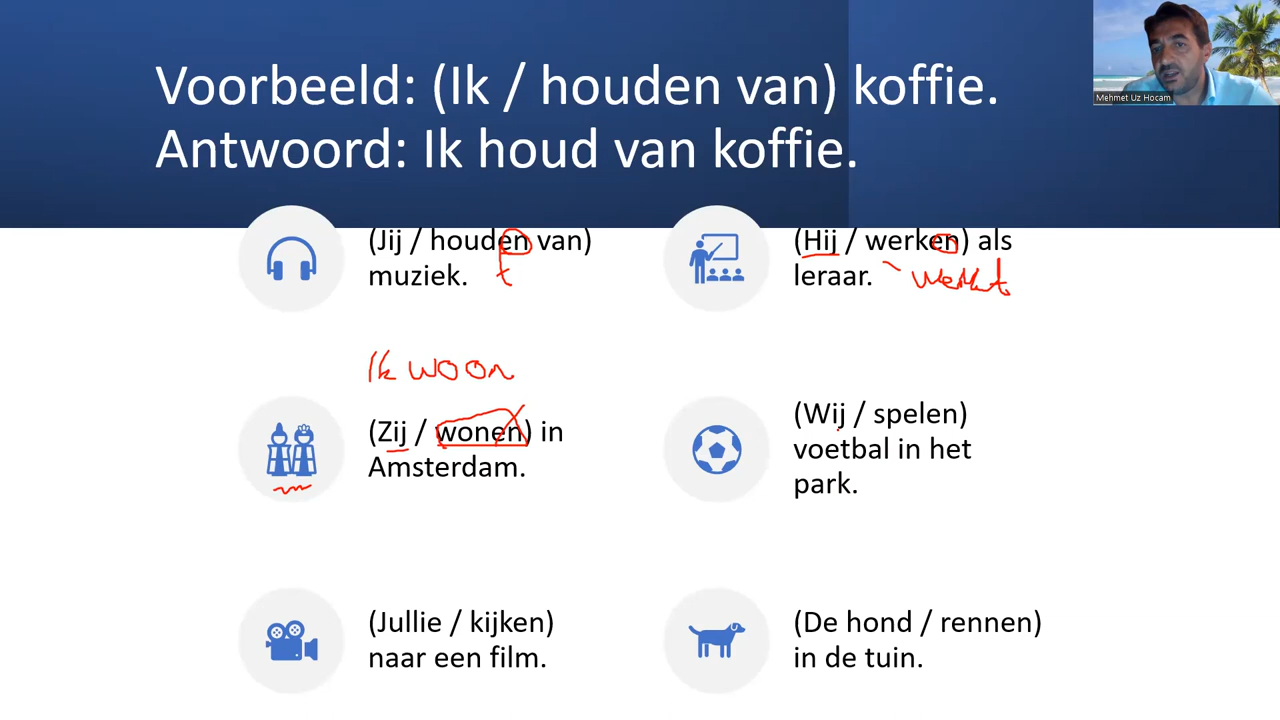 Voorbeeld: (Ik / houden van) koffie.
Antwoord: Ik houd van koffie.
Mehmet Uz Hocam
(Jij / houden van)
muziek.
t
(Hij / werken) als
leraar.
werkt
Ik woon
(Zij / wonen) in
Amsterdam.
(Wij / spelen)
voetbal in het
park.
(Jullie / kijken)
naar een film.
(De hond / rennen)
in de tuin.